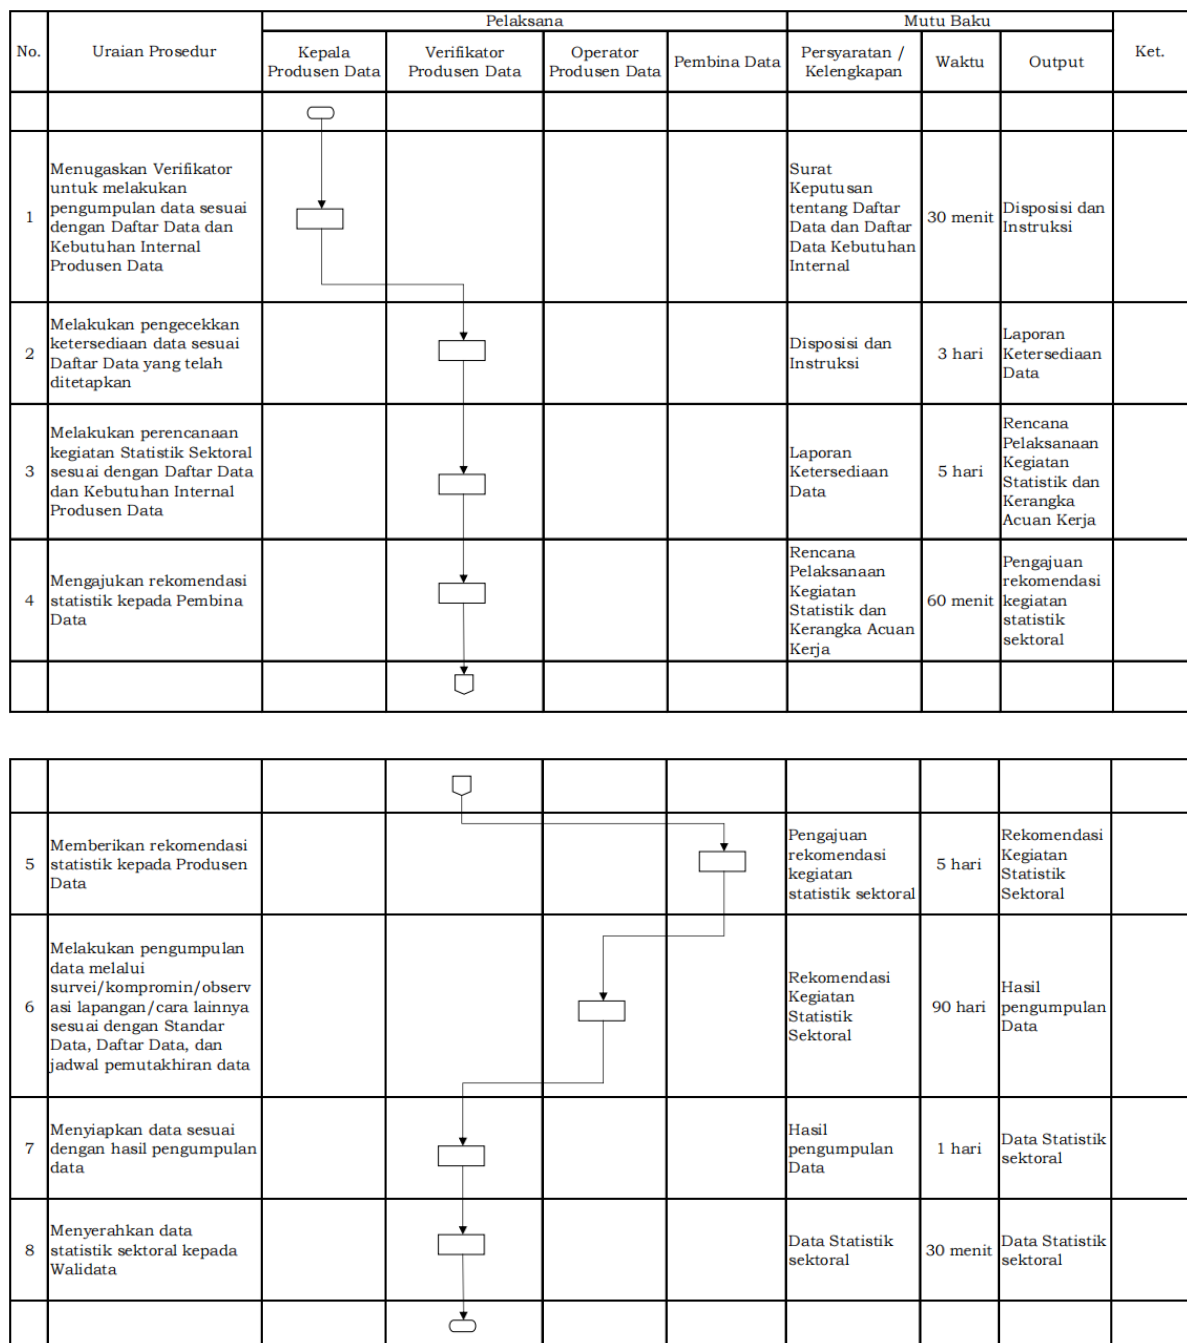 No.
Uraian Prosedur
Pelaksana
Mutu Baku
Ket.
Kepala
Produsen Data
Verifikator
Produsen Data
Operator
Produsen Data
Pembina Data
Persyaratan /
Kelengkapan
Waktu
Output
1
Menugaskan Verifikator
untuk melakukan
pengumpulan data sesuai
dengan Daftar Data dan
Kebutuhan Internal
Produsen Data
Surat
Keputusan
tentang Daftar
Data dan Daftar
Data Kebutuhan
Internal
30 menit
Disposisi dan
Instruksi
2
Melakukan pengecekkan
ketersediaan data sesuai
Daftar Data yang telah
ditetapkan
Disposisi dan
Instruksi
3 hari
Laporan
Ketersediaan
Data
3
Melakukan perencanaan
kegiatan Statistik Sektoral
sesuai dengan Daftar Data
dan Kebutuhan Internal
Produsen Data
Laporan
Ketersediaan
Data
5 hari
Rencana
Pelaksanaan
Kegiatan
Statistik dan
Kerangka
Acuan Kerja
4
Mengajukan rekomendasi
statistik kepada Pembina
Data
Rencana
Pelaksanaan
Kegiatan
Statistik dan
Kerangka Acuan
Kerja
60 menit
Pengajuan
rekomendasi
kegiatan
statistik
sektoral
5
Memberikan rekomendasi
statistik kepada Produsen
Data
Pengajuan
rekomendasi
kegiatan
statistik sektoral
5 hari
Rekomendasi
Kegiatan
Statistik
Sektoral
6
Melakukan pengumpulan
data melalui
survei/kompromin/observ
asi lapangan/cara lainnya
sesuai dengan Standar
Data, Daftar Data, dan
jadwal pemutakhiran data
Rekomendasi
Kegiatan
Statistik
Sektoral
90 hari
Hasil
pengumpulan
Data
7
Menyiapkan data sesuai
dengan hasil pengumpulan
data
Hasil
pengumpulan
Data
1 hari
Data Statistik
sektoral
8
Menyerahkan data
statistik sektoral kepada
Walidata
Data Statistik
sektoral
30 menit
Data Statistik
sektoral